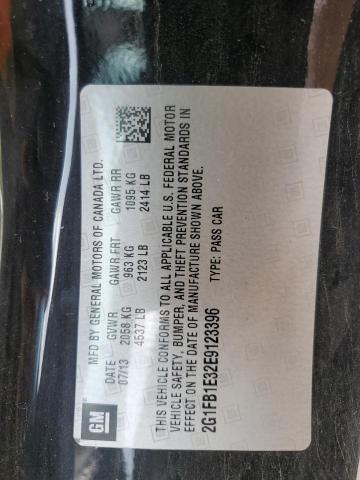 GM
MFD BY GENERAL MOTORS OF CANADA LTD.
DATE GVWR GAWR FRT GAWR RR
07/13 2058 KG 963 KG 1095 KG
4537 LB 2123 LB 2414 LB
THIS VEHICLE CONFORMS TO ALL APPLICABLE U.S. FEDERAL MOTOR
VEHICLE SAFETY, BUMPER, AND THEFT PREVENTION STANDARDS IN
EFFECT ON THE DATE OF MANUFACTURE SHOWN ABOVE.
2G1FB1E32E9123396 TYPE: PASS CAR